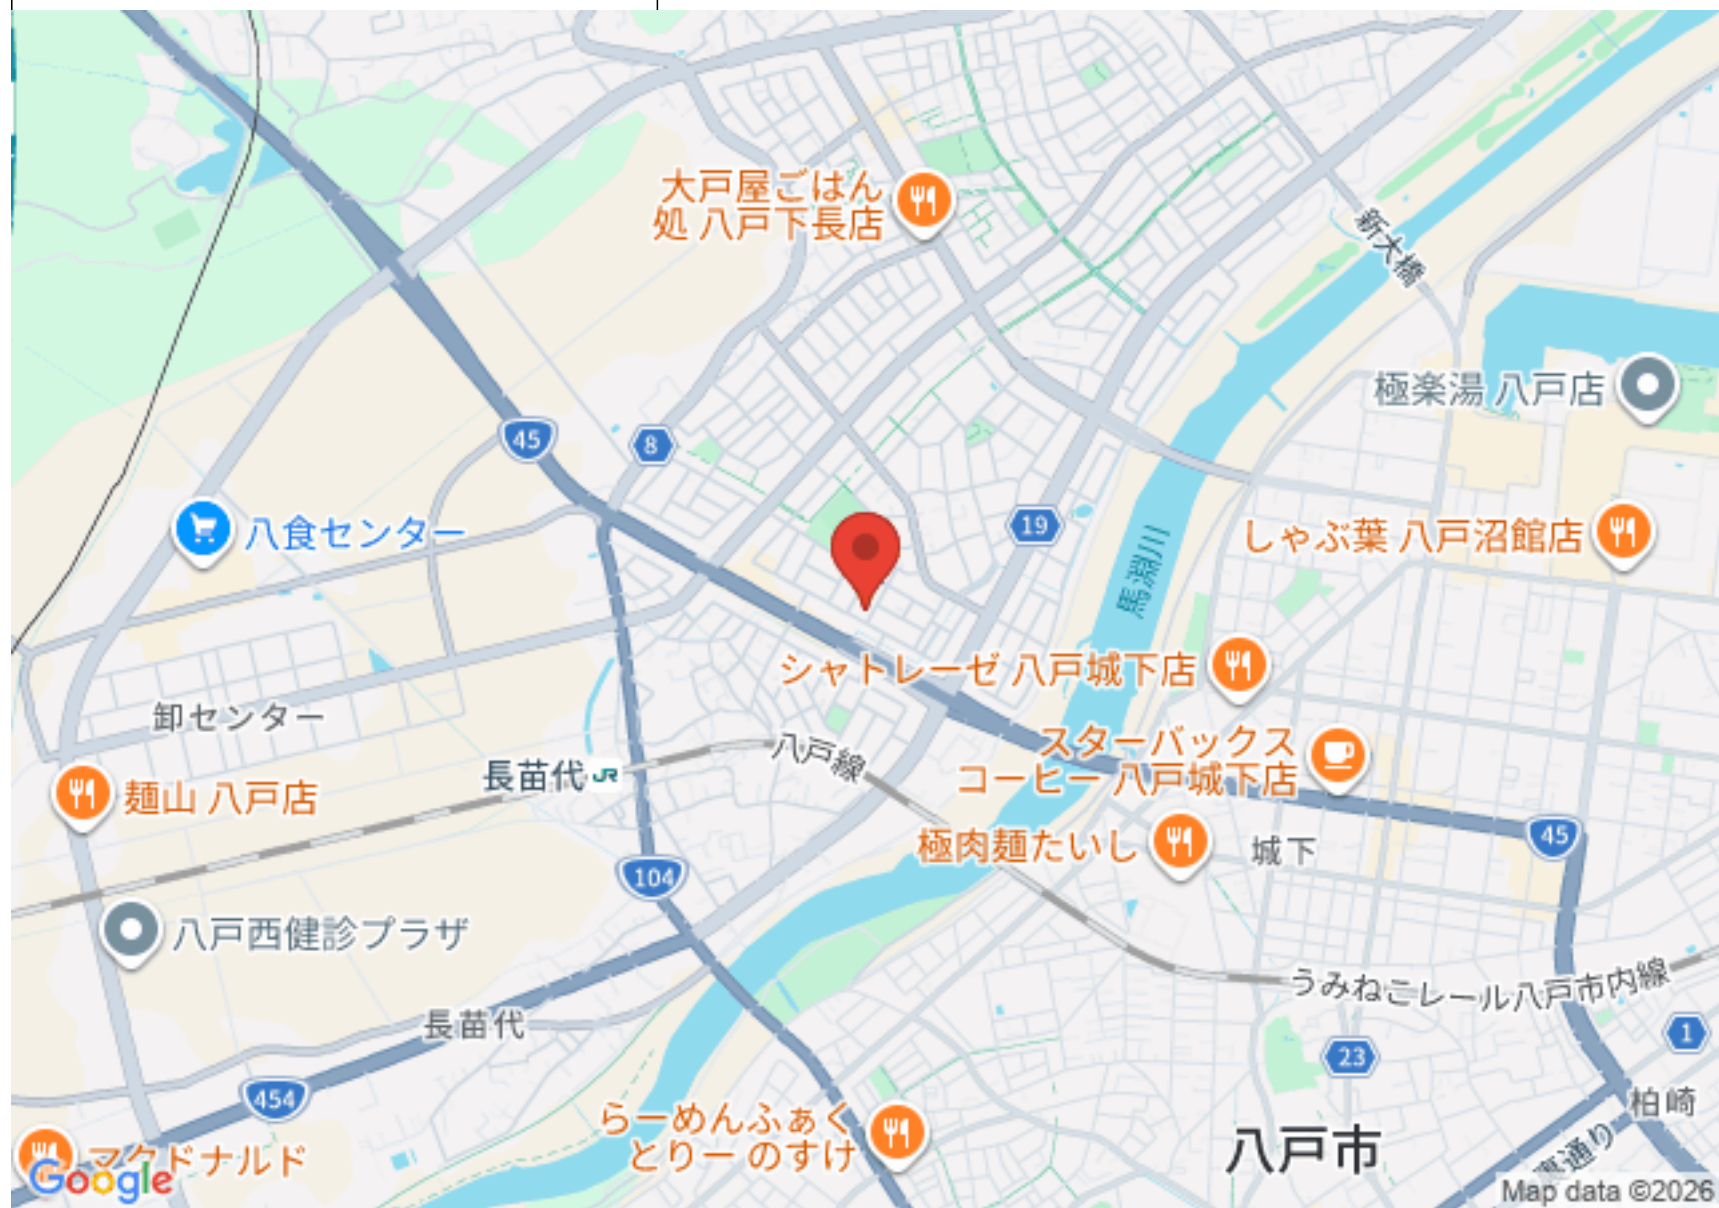 大戸屋ごはん
処 八戸下長店
新大橋
極楽湯 八戸店
45
8
八食センター
19
しゃぶ葉 八戸沼館店
馬淵川
シャトレーゼ 八戸城下店
卸センター
八戸線
スターバックス
コーヒー 八戸城下店
長苗代
JR
麺山 八戸店
45
極肉麺たいし
城下
104
八戸西健診プラザ
うみねこレール八戸市内線
長苗代
1
23
454
柏崎
らーめんふぁく
とりー のすけ
八戸市
マクドナルド
Google
Map data ©2026